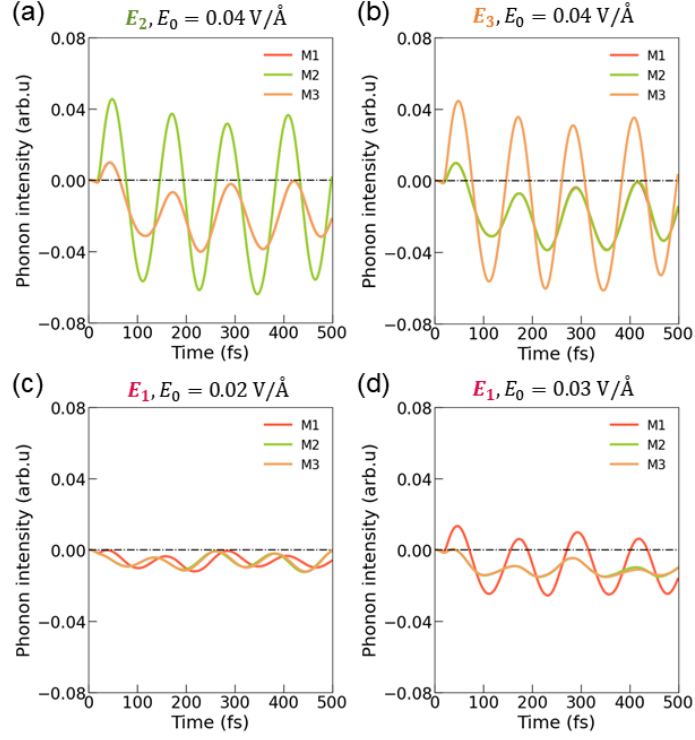 (a) E₂, E₀ = 0.04 V/Å
Phonon intensity (arb.u)
0.08
0.04
0.00
−0.04
−0.08
M1
M2
M3
0 100 200 300 400 500
Time (fs)
(b) E₃, E₀ = 0.04 V/Å
Phonon intensity (arb.u)
0.08
0.04
0.00
−0.04
−0.08
M1
M2
M3
0 100 200 300 400 500
Time (fs)
(c) E₁, E₀ = 0.02 V/Å
Phonon intensity (arb.u)
0.08
0.04
0.00
−0.04
−0.08
M1
M2
M3
0 100 200 300 400 500
Time (fs)
(d) E₁, E₀ = 0.03 V/Å
Phonon intensity (arb.u)
0.08
0.04
0.00
−0.04
−0.08
M1
M2
M3
0 100 200 300 400 500
Time (fs)